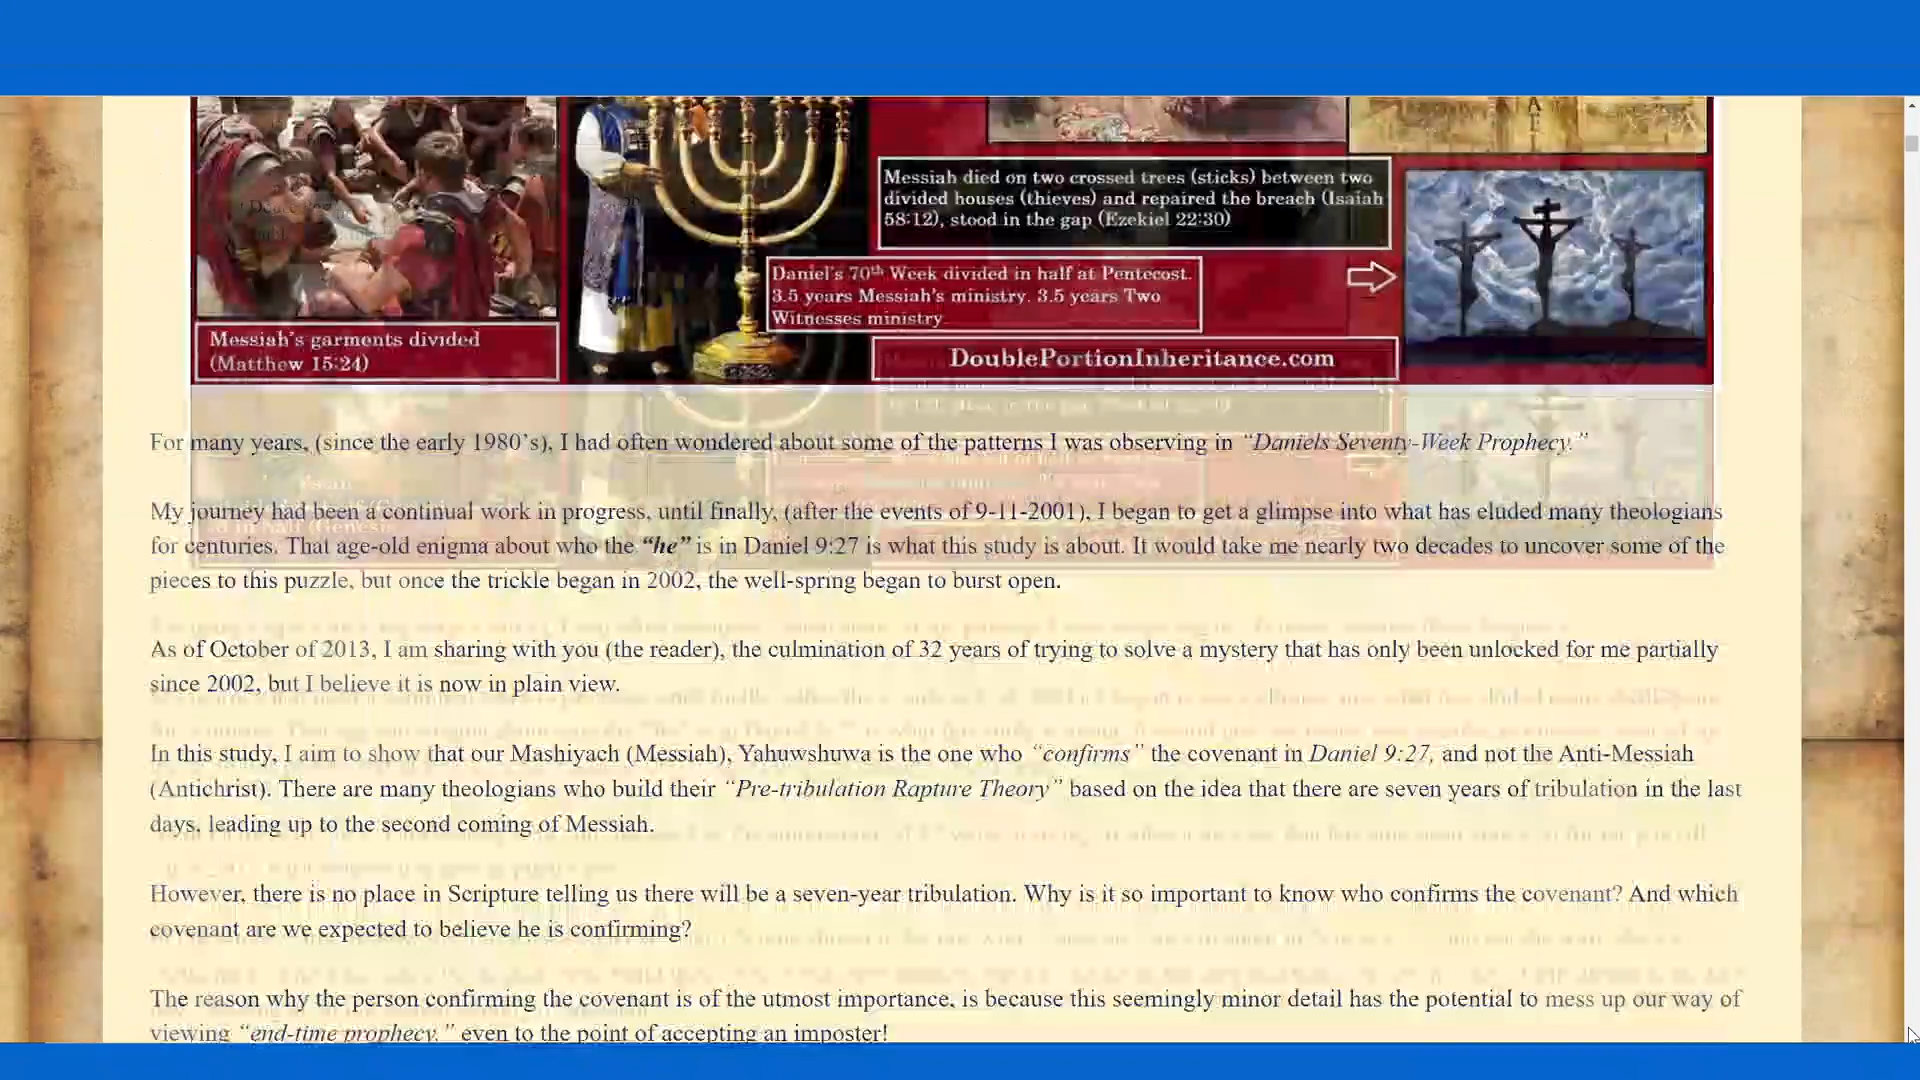 Messiah died on two crossed trees (sticks) between two
divided houses (thieves) and repaired the breach (Isaiah
58:12), stood in the gap (Ezekiel 22:30)
Daniel's 70th Week divided in half at Pentecost.
3.5 years Messiah's ministry. 3.5 years Two
Witnesses ministry
Messiah's garments divided
(Matthew 15:24)
DoublePortionInheritance.com
For many years, (since the early 1980's), I had often wondered about some of the patterns I was observing in “Daniels Seventy-Week Prophecy.”
My journey had been a continual work in progress, until finally, (after the events of 9-11-2001), I began to get a glimpse into what has eluded many theologians
for centuries. That age-old enigma about who the “he” is in Daniel 9:27 is what this study is about. It would take me nearly two decades to uncover some of the
pieces to this puzzle, but once the trickle began in 2002, the well-spring began to burst open.
As of October of 2013, I am sharing with you (the reader), the culmination of 32 years of trying to solve a mystery that has only been unlocked for me partially
since 2002, but I believe it is now in plain view.
In this study, I aim to show that our Mashiyach (Messiah), Yahuwshuwa is the one who “confirms” the covenant in Daniel 9:27, and not the Anti-Messiah
(Antichrist). There are many theologians who build their “Pre-tribulation Rapture Theory” based on the idea that there are seven years of tribulation in the last
days, leading up to the second coming of Messiah.
However, there is no place in Scripture telling us there will be a seven-year tribulation. Why is it so important to know who confirms the covenant? And which
covenant are we expected to believe he is confirming?
The reason why the person confirming the covenant is of the utmost importance, is because this seemingly minor detail has the potential to mess up our way of
viewing “end-time prophecy,” even to the point of accepting an imposter!